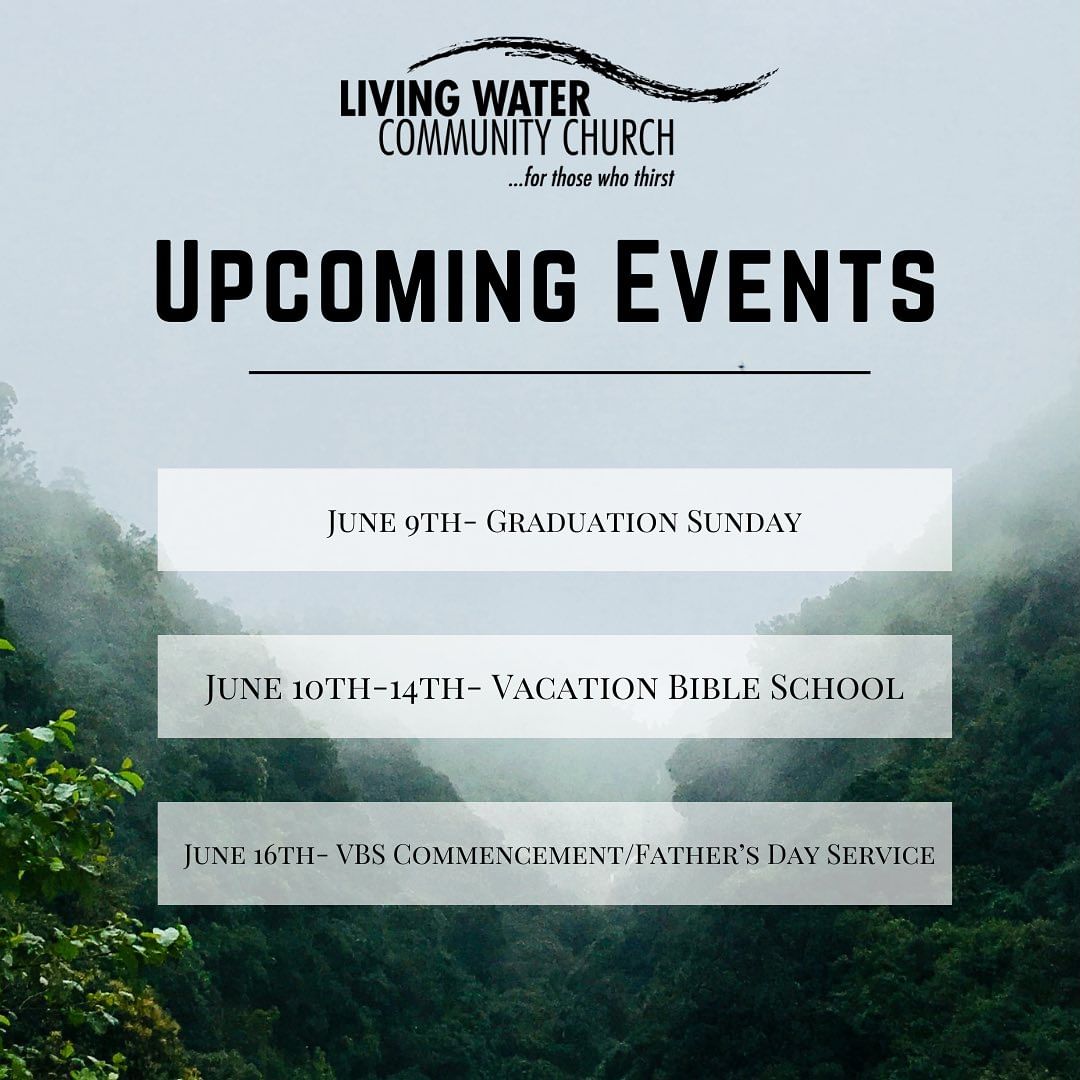 LIVING WATER
COMMUNITY CHURCH
...for those who thirst
UPCOMING EVENTS
JUNE 9TH- GRADUATION SUNDAY
JUNE 10TH-14TH- VACATION BIBLE SCHOOL
JUNE 16TH- VBS COMMENCEMENT/FATHER'S DAY SERVICE